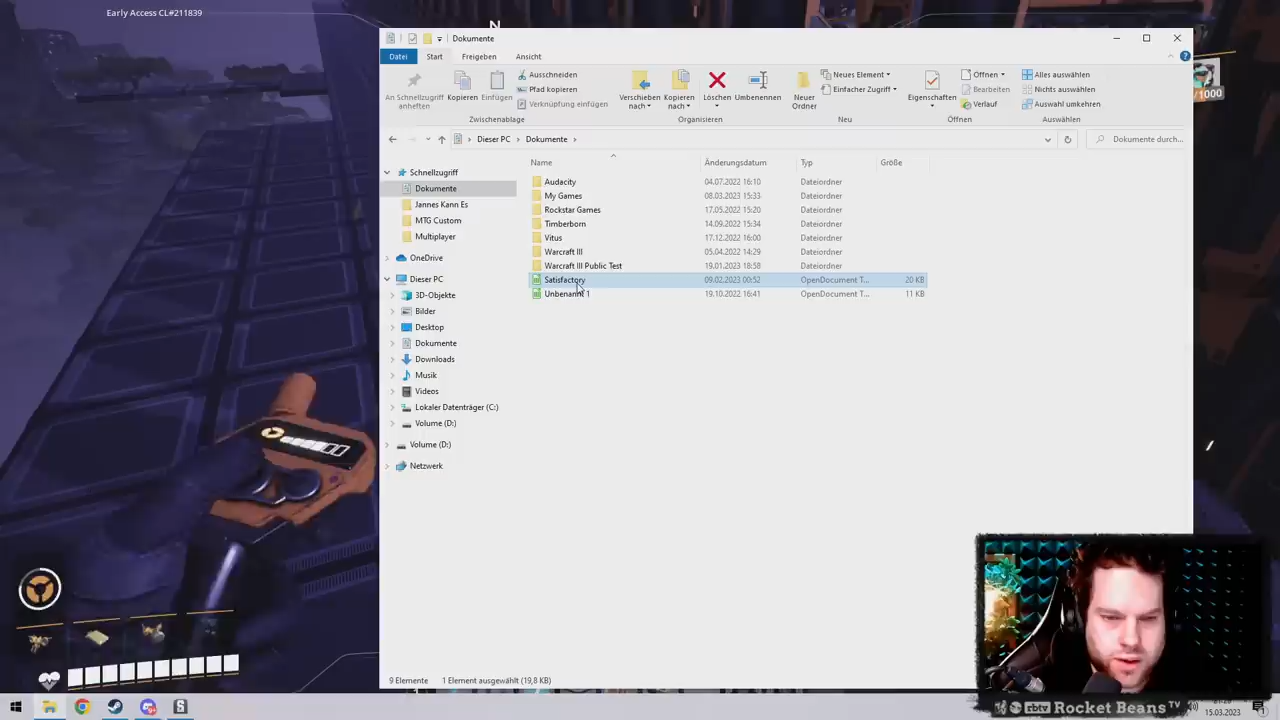 Early Access CL#211839
N
Dokumente
Datei Start Freigeben Ansicht
An Schnellzugriff anheften
Kopieren
Einfügen
Ausschneiden
Pfad kopieren
Verknüpfung einfügen
Zwischenablage
Verschieben nach
Kopieren nach
Löschen
Umbenennen
Organisieren
Neuer Ordner
Neues Element
Einfacher Zugriff
Neu
Eigenschaften
Öffnen
Bearbeiten
Verlauf
Öffnen
Alles auswählen
Nichts auswählen
Auswahl umkehren
Auswählen
/1000
Dieser PC > Dokumente >
Dokumente durch...
Name Änderungsdatum Typ Größe
Schnellzugriff
Dokumente
Jannes Kann Es
MTG Custom
Multiplayer
OneDrive
Dieser PC
3D-Objekte
Bilder
Desktop
Dokumente
Downloads
Musik
Videos
Lokaler Datenträger (C:)
Volume (D:)
Volume (D:)
Netzwerk
Audacity 04.07.2022 16:10 Dateiordner
My Games 08.03.2023 15:33 Dateiordner
Rockstar Games 17.05.2022 15:20 Dateiordner
Timberborn 14.09.2022 15:34 Dateiordner
Vitus 17.12.2022 16:00 Dateiordner
Warcraft III 05.04.2022 14:29 Dateiordner
Warcraft III Public Test 19.01.2023 18:58 Dateiordner
Satisfactory 09.02.2023 00:52 OpenDocument T... 20 KB
Unbenannt 1 19.10.2022 16:41 OpenDocument T... 11 KB
9 Elemente 1 Element ausgewählt (19,8 KB)
rbtv Rocket Beans TV
15.03.2023